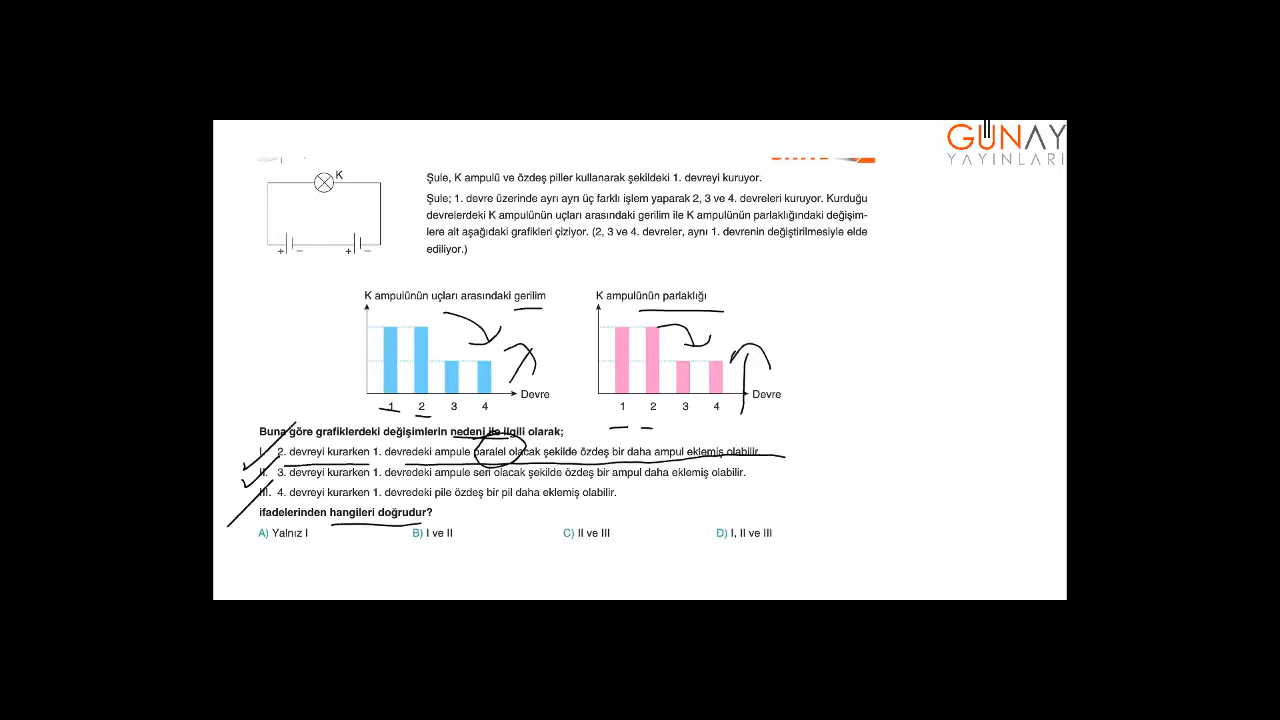 GÜNAY
YAYINLARI
K
Şule, K ampulü ve özdeş piller kullanarak şekildeki 1. devreyi kuruyor.
Şule; 1. devre üzerinde ayrı ayrı üç farklı işlem yaparak 2, 3 ve 4. devreleri kuruyor. Kurduğu
devrelerdeki K ampulünün uçları arasındaki gerilim ile K ampulünün parlaklığındaki değişim-
lere ait aşağıdaki grafikleri çiziyor. (2, 3 ve 4. devreler, aynı 1. devrenin değiştirilmesiyle elde
ediliyor.)
+ − + −
K ampulünün uçları arasındaki gerilim
Devre
1 2 3 4
K ampulünün parlaklığı
Devre
1 2 3 4
Buna göre grafiklerdeki değişimlerin nedeni ile ilgili olarak;
I. 2. devreyi kurarken 1. devredeki ampule paralel olacak şekilde özdeş bir daha ampul eklemiş olabilir.
II. 3. devreyi kurarken 1. devredeki ampule seri olacak şekilde özdeş bir ampul daha eklemiş olabilir.
III. 4. devreyi kurarken 1. devredeki pile özdeş bir pil daha eklemiş olabilir.
ifadelerinden hangileri doğrudur?
A) Yalnız I B) I ve II C) II ve III D) I, II ve III